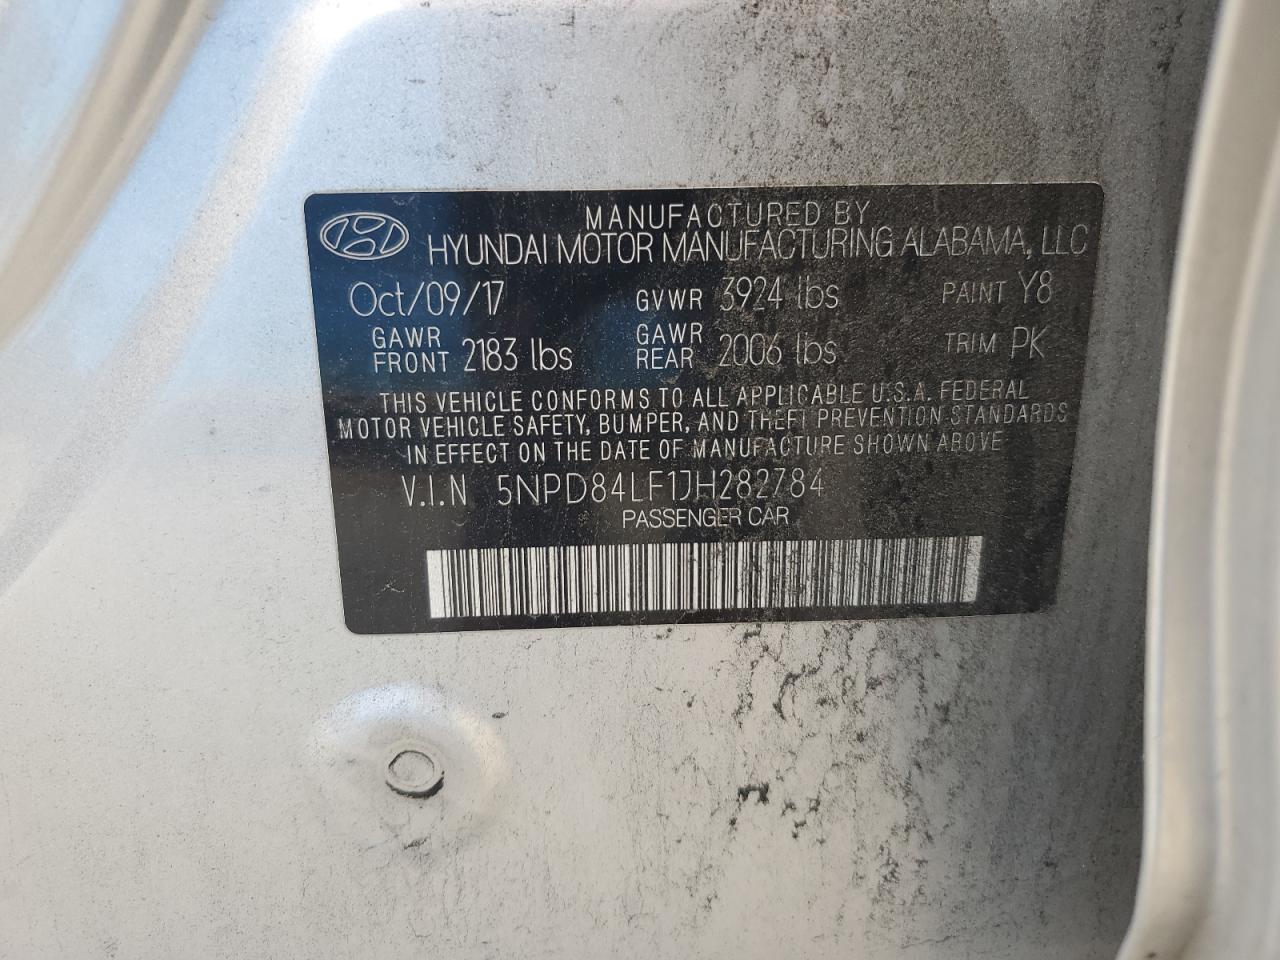 MANUFACTURED BY
HYUNDAI MOTOR MANUFACTURING ALABAMA, LLC
Oct/09/17 GVWR 3924 lbs PAINT Y8
GAWR FRONT 2183 lbs GAWR REAR 2006 lbs TRIM PK
THIS VEHICLE CONFORMS TO ALL APPLICABLE U.S.A. FEDERAL
MOTOR VEHICLE SAFETY, BUMPER, AND THEFT PREVENTION STANDARDS
IN EFFECT ON THE DATE OF MANUFACTURE SHOWN ABOVE
V.I.N 5NPD84LF1JH282784
PASSENGER CAR